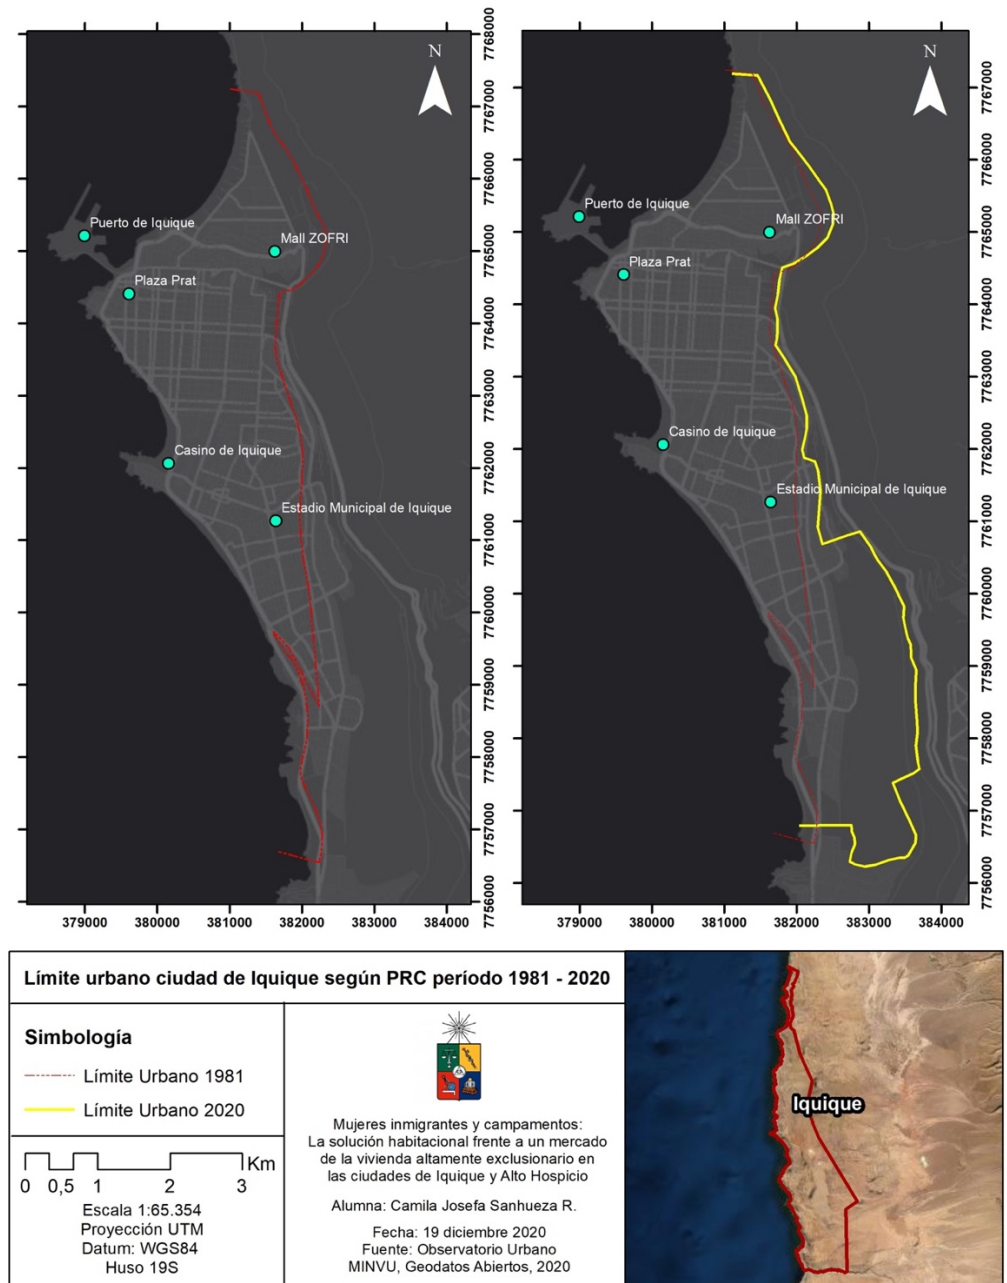 N
7768000
7767000
7766000
7765000
7764000
7763000
7762000
7761000
7760000
7759000
7758000
7757000
7756000
Puerto de Iquique
Mall ZOFRI
Plaza Prat
Casino de Iquique
Estadio Municipal de Iquique
379000 380000 381000 382000 383000 384000
N
7767000
7766000
7765000
7764000
7763000
7762000
7761000
7760000
7759000
7758000
7757000
7756000
Puerto de Iquique
Mall ZOFRI
Plaza Prat
Casino de Iquique
Estadio Municipal de Iquique
379000 380000 381000 382000 383000 384000
Límite urbano ciudad de Iquique según PRC período 1981 - 2020
Simbología
Límite Urbano 1981
Límite Urbano 2020
Km
0 0,5 1 2 3
Escala 1:65.354
Proyección UTM
Datum: WGS84
Huso 19S
Mujeres inmigrantes y campamentos:
La solución habitacional frente a un mercado
de la vivienda altamente exclusionario en
las ciudades de Iquique y Alto Hospicio
Alumna: Camila Josefa Sanhueza R.
Fecha: 19 diciembre 2020
Fuente: Observatorio Urbano
MINVU, Geodatos Abiertos, 2020
Iquique